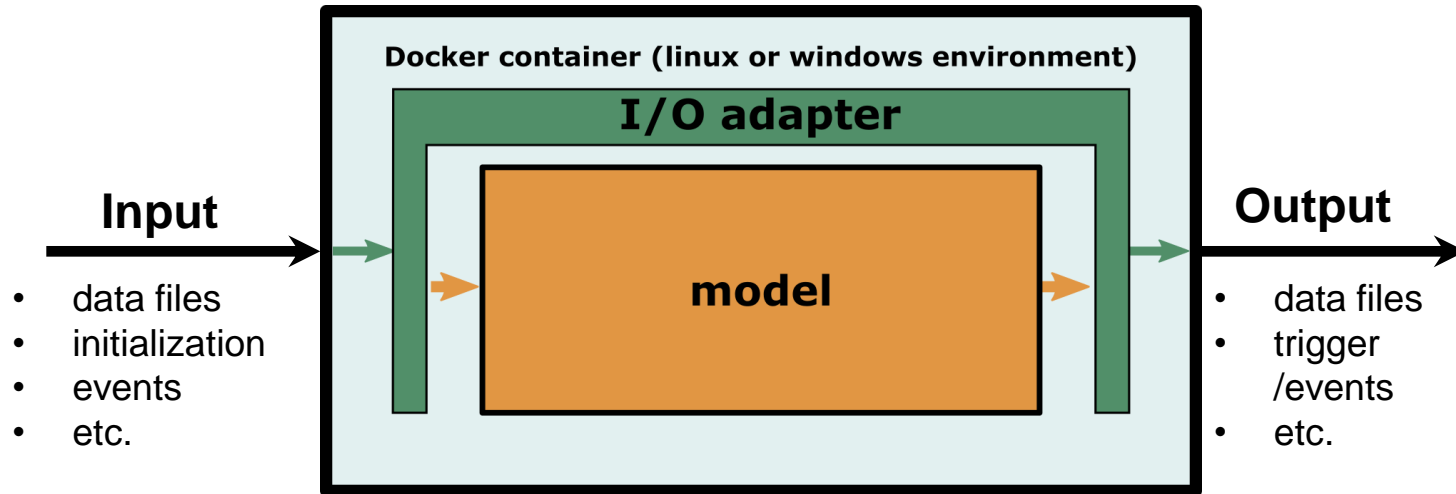 Docker container (linux or windows environment)
I/O adapter
Input
• data files
• initialization
• events
• etc.
model
Output
• data files
• trigger
/events
• etc.